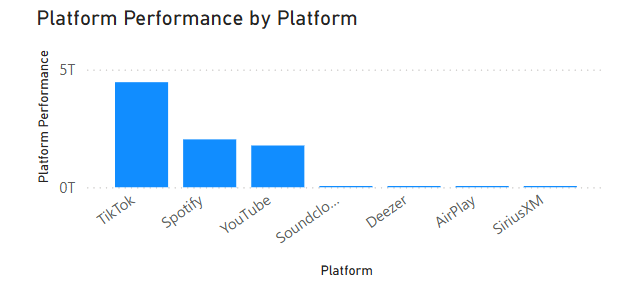 Platform Performance by Platform
Platform Performance
5T
0T
TikTok
Spotify
YouTube
Soundclo...
Deezer
AirPlay
SiriusXM
Platform